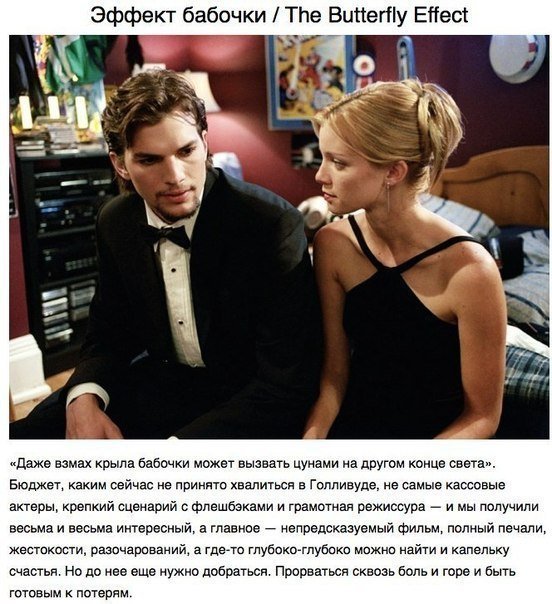 Эффект бабочки / The Butterfly Effect
«Даже взмах крыла бабочки может вызвать цунами на другом конце света».
Бюджет, каким сейчас не принято хвалиться в Голливуде, не самые кассовые
актеры, крепкий сценарий с флешбэками и грамотная режиссура — и мы получили
весьма и весьма интересный, а главное — непредсказуемый фильм, полный печали,
жестокости, разочарований, а где-то глубоко-глубоко можно найти и капельку
счастья. Но до нее еще нужно добраться. Прорваться сквозь боль и горе и быть
готовым к потерям.